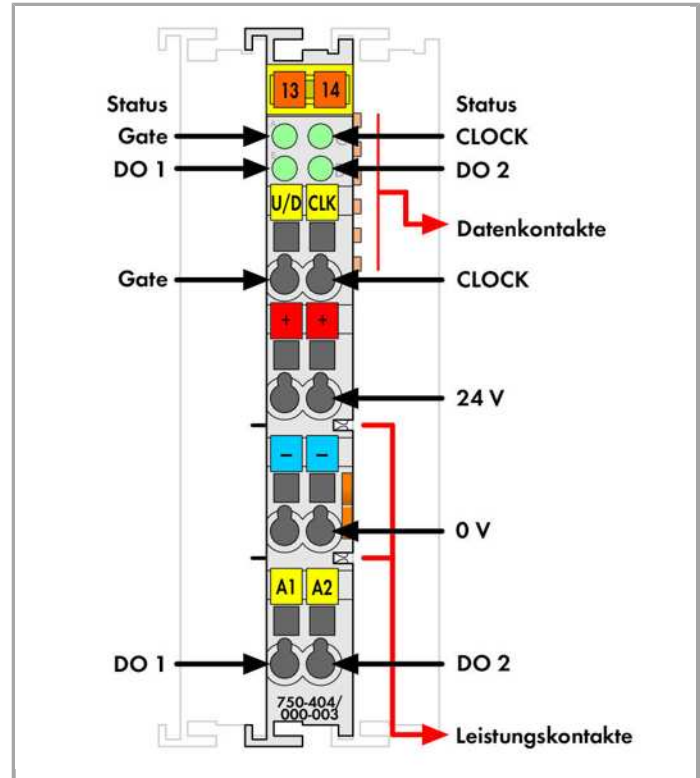 13 14
Status
Status
Gate
CLOCK
DO 1
DO 2
U/D CLK
Datenkontakte
Gate
CLOCK
+ +
24 V
− −
0 V
A1 A2
DO 1
DO 2
750-404/
000-003
Leistungskontakte